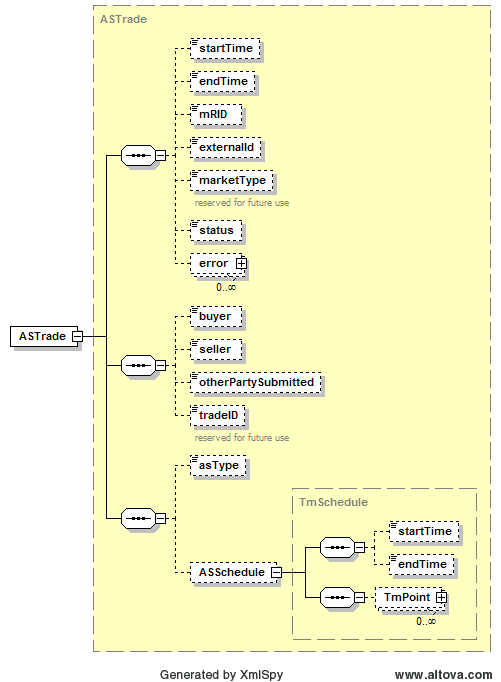 ASTrade
startTime
endTime
mRID
externalId
marketType
reserved for future use
status
error
0..∞
ASTrade
buyer
seller
otherPartySubmitted
tradeID
reserved for future use
asType
TmSchedule
startTime
endTime
ASSchedule
TmPoint
0..∞
Generated by XmlSpy
www.altova.com